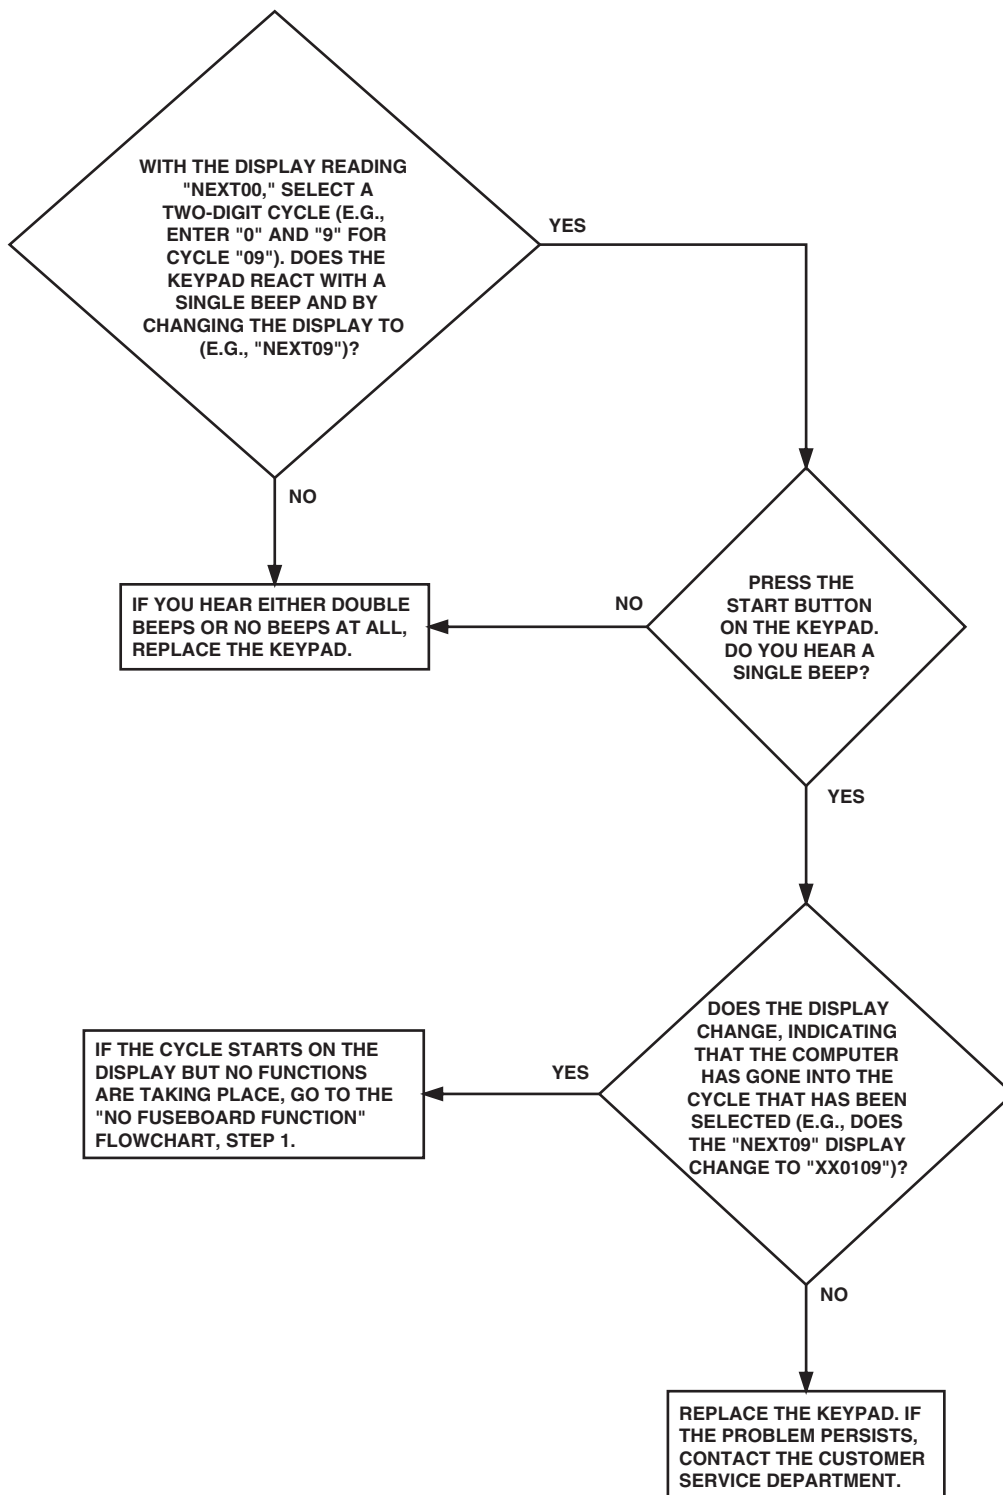 WITH THE DISPLAY READING
"NEXT00," SELECT A
TWO-DIGIT CYCLE (E.G.,
ENTER "0" AND "9" FOR
CYCLE "09"). DOES THE
KEYPAD REACT WITH A
SINGLE BEEP AND BY
CHANGING THE DISPLAY TO
(E.G., "NEXT09")?
YES
NO
IF YOU HEAR EITHER DOUBLE
BEEPS OR NO BEEPS AT ALL,
REPLACE THE KEYPAD.
NO
PRESS THE
START BUTTON
ON THE KEYPAD.
DO YOU HEAR A
SINGLE BEEP?
YES
DOES THE DISPLAY
CHANGE, INDICATING
THAT THE COMPUTER
HAS GONE INTO THE
CYCLE THAT HAS BEEN
SELECTED (E.G., DOES
THE "NEXT09" DISPLAY
CHANGE TO "XX0109")?
YES
IF THE CYCLE STARTS ON THE
DISPLAY BUT NO FUNCTIONS
ARE TAKING PLACE, GO TO THE
"NO FUSEBOARD FUNCTION"
FLOWCHART, STEP 1.
NO
REPLACE THE KEYPAD. IF
THE PROBLEM PERSISTS,
CONTACT THE CUSTOMER
SERVICE DEPARTMENT.